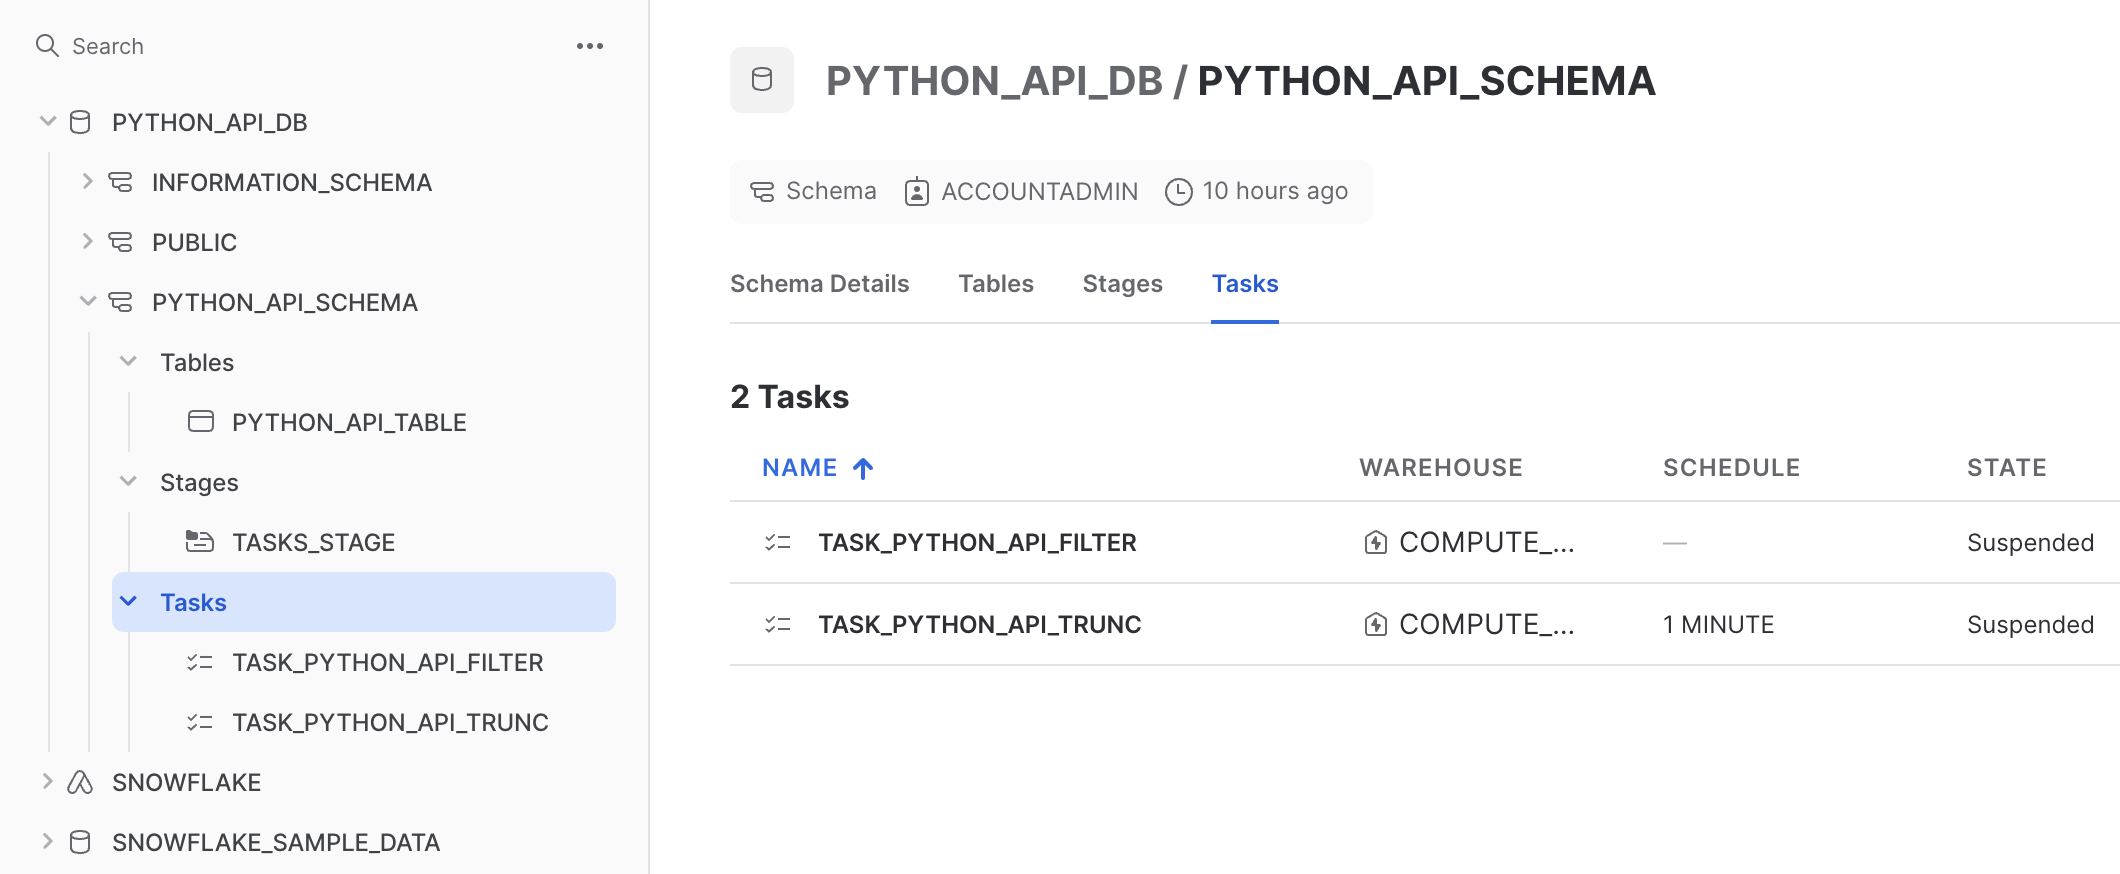 Search
PYTHON_API_DB
INFORMATION_SCHEMA
PUBLIC
PYTHON_API_SCHEMA
Tables
PYTHON_API_TABLE
Stages
TASKS_STAGE
Tasks
TASK_PYTHON_API_FILTER
TASK_PYTHON_API_TRUNC
SNOWFLAKE
SNOWFLAKE_SAMPLE_DATA
PYTHON_API_DB / PYTHON_API_SCHEMA
Schema ACCOUNTADMIN 10 hours ago
Schema Details Tables Stages Tasks
2 Tasks
NAME WAREHOUSE SCHEDULE STATE
TASK_PYTHON_API_FILTER COMPUTE_... — Suspended
TASK_PYTHON_API_TRUNC COMPUTE_... 1 MINUTE Suspended